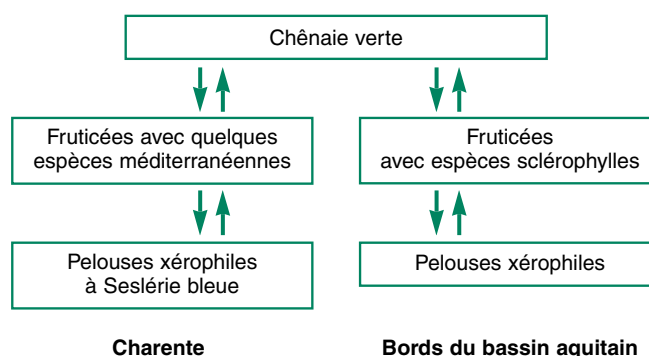 Chênaie verte
Fruticées avec quelques
espèces méditerranéennes
Fruticées
avec espèces sclérophylles
Pelouses xérophiles
à Seslérie bleue
Pelouses xérophiles
Charente
Bords du bassin aquitain